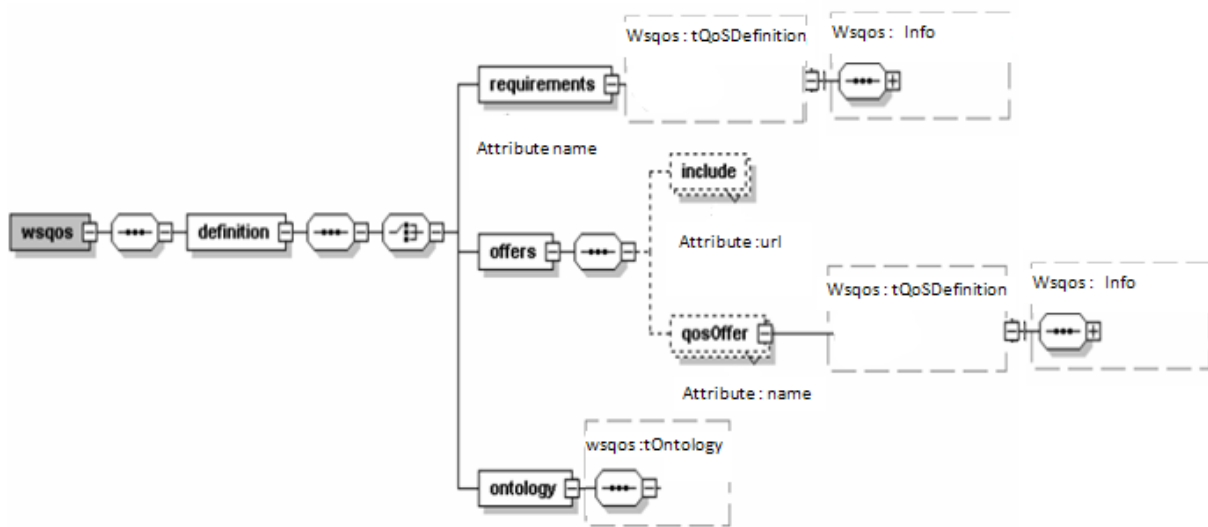 Wsqos : tQoSDefinition
Wsqos : Info
requirements
Attribute name
include
wsqos
definition
offers
Attribute :url
Wsqos : tQoSDefinition
Wsqos : Info
qosOffer
Attribute : name
wsqos :tOntology
ontology